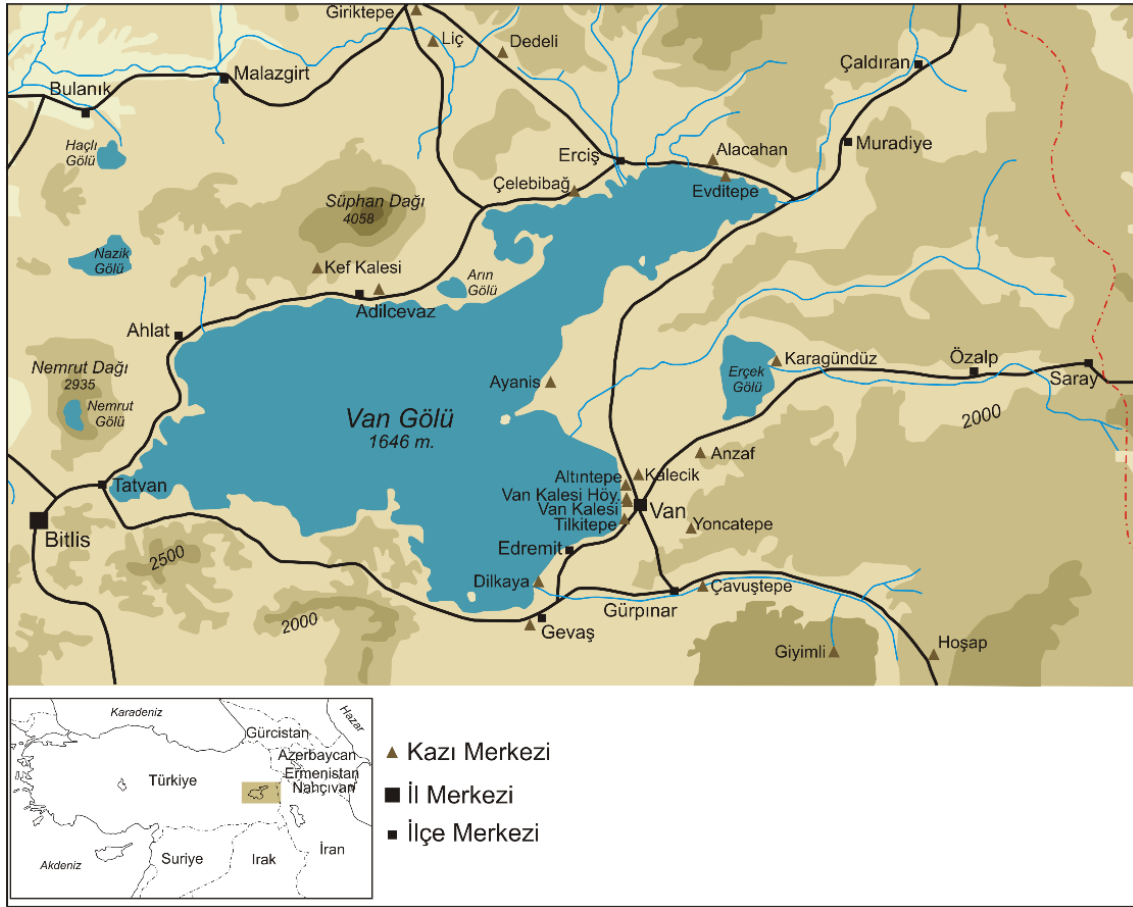 Giriktepe
Liç
Dedeli
Çaldıran
Malazgirt
Bulanık
Haçlı
Gölü
Erciş
Alacahan
Muradiye
Evditepe
Çelebibağ
Süphan Dağı
4058
Nazik
Gölü
Kef Kalesi
Arın
Gölü
Adilcevaz
Ahlat
Nemrut Dağı
2935
Nemrut
Gölü
Ayanis
Erçek
Gölü
Karagündüz
Özalp
Saray
2000
Van Gölü
1646 m.
Anzaf
Kalecik
Altıntepe
Van Kalesi Höy.
Van Kalesi
Tilkitepe
Van
Yoncatepe
Tatvan
Bitlis
2500
Edremit
Dilkaya
Gürpınar
Çavuştepe
2000
Gevaş
Giyimli
Hoşap
Karadeniz
Hazar
Gürcistan
Azerbaycan
Ermenistan
Nahçıvan
Türkiye
Akdeniz
Suriye
Irak
İran
Kazı Merkezi
İl Merkezi
İlçe Merkezi